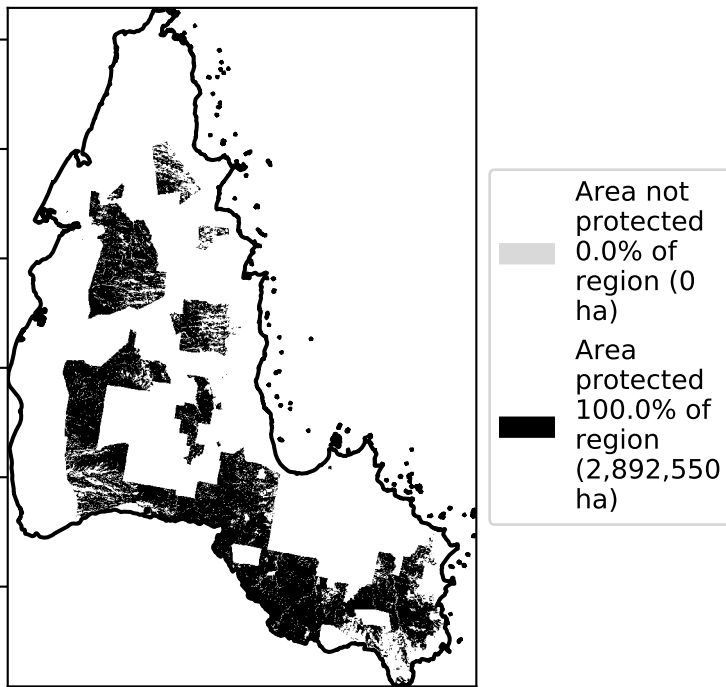 Area not
protected
0.0% of
region (0
ha)
Area
protected
100.0% of
region
(2,892,550
ha)